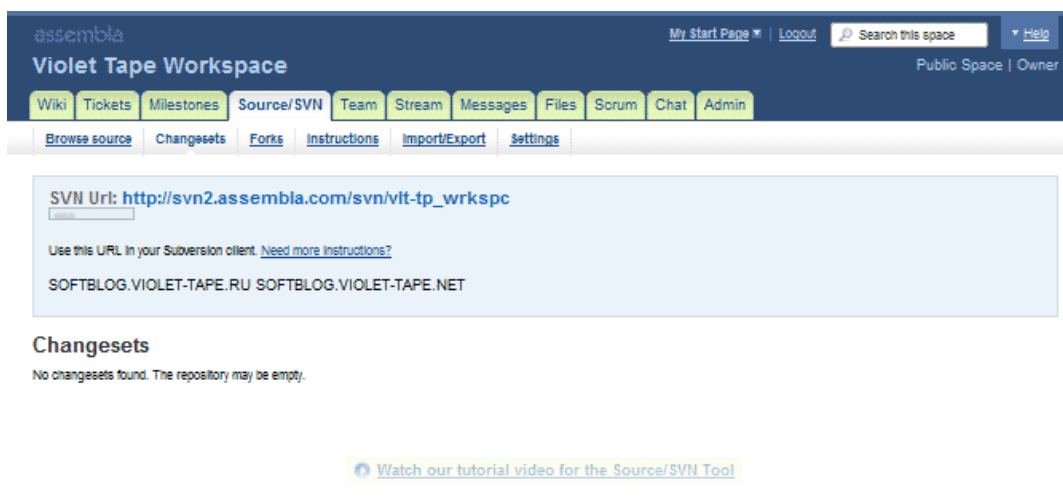 assembla
My Start Page | Logout Search this space Help
Violet Tape Workspace
Public Space | Owner
Wiki Tickets Milestones Source/SVN Team Stream Messages Files Scrum Chat Admin
Browse source Changesets Forks Instructions Import/Export Settings
SVN Url: http://svn2.assembla.com/svn/vlt-tp_wrkspc
Use this URL in your Subversion client. Need more instructions?
SOFTBLOG.VIOLET-TAPE.RU SOFTBLOG.VIOLET-TAPE.NET
Changesets
No changesets found. The repository may be empty.
Watch our tutorial video for the Source/SVN Tool